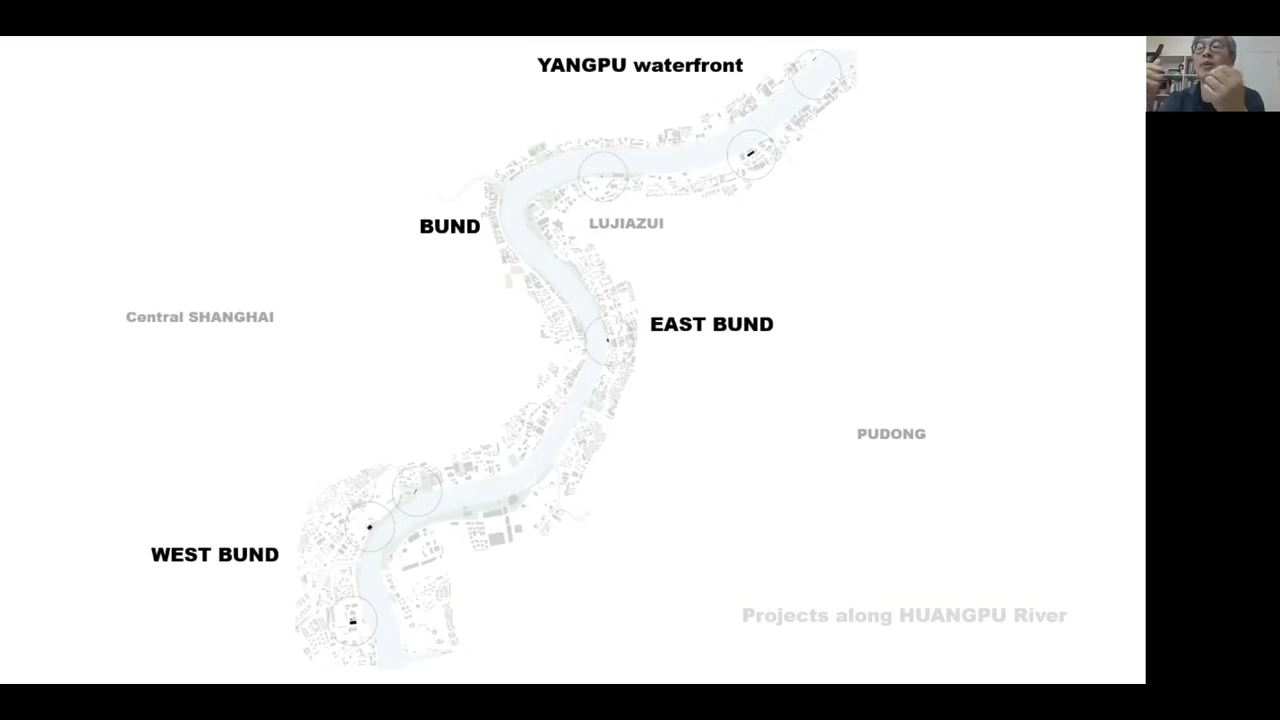 YANGPU waterfront
BUND
LUJIAZUI
Central SHANGHAI
EAST BUND
PUDONG
WEST BUND
Projects along HUANGPU River